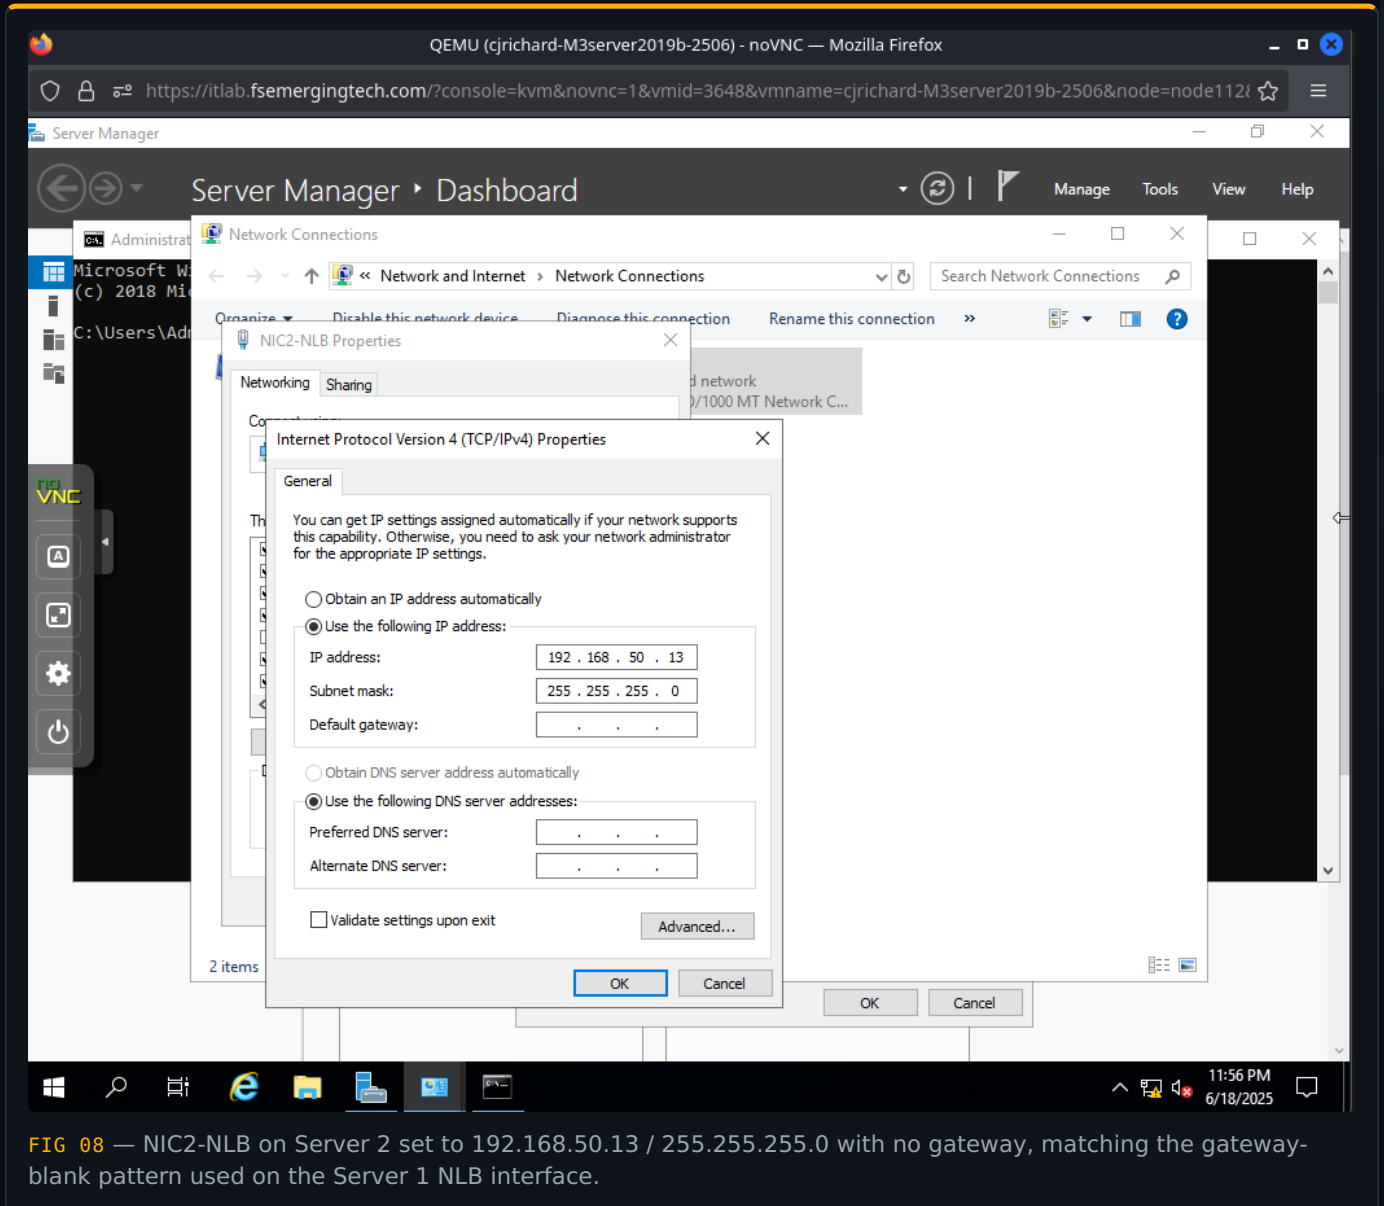 QEMU (cjrichard-M3server2019b-2506) - noVNC — Mozilla Firefox
https://itlab.fsemergingtech.com/?console=kvm&novnc=1&vmid=3648&vmname=cjrichard-M3server2019b-2506&node=node112
Server Manager
Server Manager • Dashboard
Manage Tools View Help
Administrat
Network Connections
Microsoft Wi
(c) 2018 Mic
C:\Users\Adm
« Network and Internet › Network Connections
Search Network Connections
Organize Disable this network device Diagnose this connection Rename this connection »
NIC2-NLB Properties
Networking Sharing
d network
0/1000 MT Network C...
Connect using:
Internet Protocol Version 4 (TCP/IPv4) Properties
General
Th
You can get IP settings assigned automatically if your network supports
this capability. Otherwise, you need to ask your network administrator
for the appropriate IP settings.
Obtain an IP address automatically
Use the following IP address:
IP address: 192 . 168 . 50 . 13
Subnet mask: 255 . 255 . 255 . 0
Default gateway: . . .
Obtain DNS server address automatically
Use the following DNS server addresses:
Preferred DNS server: . . .
Alternate DNS server: . . .
Validate settings upon exit
Advanced...
OK Cancel
2 items
OK Cancel
no
VNC
A
11:56 PM
6/18/2025
FIG 08 — NIC2-NLB on Server 2 set to 192.168.50.13 / 255.255.255.0 with no gateway, matching the gateway-
blank pattern used on the Server 1 NLB interface.